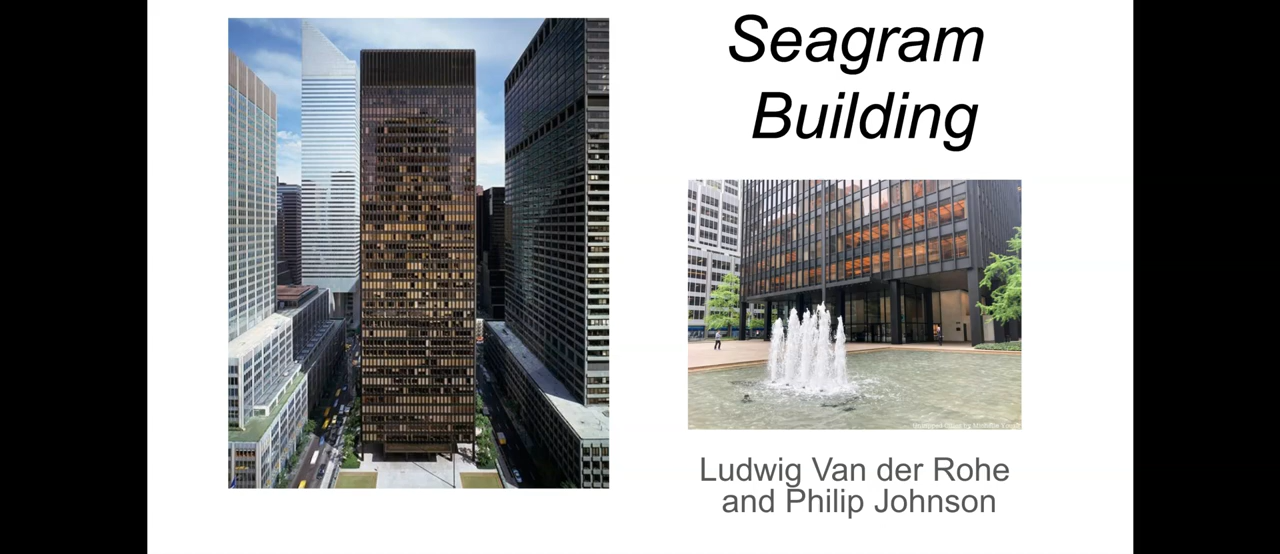 Seagram
Building
Ludwig Van der Rohe
and Philip Johnson